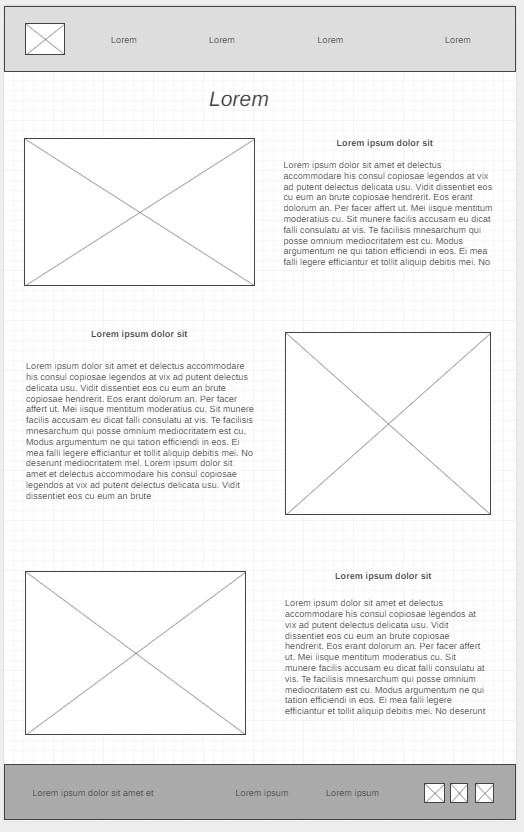 Lorem Lorem Lorem Lorem
Lorem
Lorem ipsum dolor sit
Lorem ipsum dolor sit amet et delectus
accommodare his consul copiosae legendos at vix
ad putent delectus delicata usu. Vidit dissentiet eos
cu eum an brute copiosae hendrerit. Eos erant
dolorum an. Per facer affert ut. Mei iisque mentitum
moderatius cu. Sit munere facilis accusam eu dicat
falli consulatu at vis. Te facilisis mnesarchum qui
posse omnium mediocritatem est cu. Modus
argumentum ne qui tation efficiendi in eos. Ei mea
falli legere efficiantur et tollit aliquip debitis mei. No
Lorem ipsum dolor sit
Lorem ipsum dolor sit amet et delectus accommodare
his consul copiosae legendos at vix ad putent delectus
delicata usu. Vidit dissentiet eos cu eum an brute
copiosae hendrerit. Eos erant dolorum an. Per facer
affert ut. Mei iisque mentitum moderatius cu. Sit munere
facilis accusam eu dicat falli consulatu at vis. Te facilisis
mnesarchum qui posse omnium mediocritatem est cu.
Modus argumentum ne qui tation efficiendi in eos. Ei
mea falli legere efficiantur et tollit aliquip debitis mei. No
deserunt mediocritatem mel. Lorem ipsum dolor sit
amet et delectus accommodare his consul copiosae
legendos at vix ad putent delectus delicata usu. Vidit
dissentiet eos cu eum an brute
Lorem ipsum dolor sit
Lorem ipsum dolor sit amet et delectus
accommodare his consul copiosae legendos at
vix ad putent delectus delicata usu. Vidit
dissentiet eos cu eum an brute copiosae
hendrerit. Eos erant dolorum an. Per facer affert
ut. Mei iisque mentitum moderatius cu. Sit
munere facilis accusam eu dicat falli consulatu at
vis. Te facilisis mnesarchum qui posse omnium
mediocritatem est cu. Modus argumentum ne qui
tation efficiendi in eos. Ei mea falli legere
efficiantur et tollit aliquip debitis mei. No deserunt
Lorem ipsum dolor sit amet et Lorem ipsum Lorem ipsum